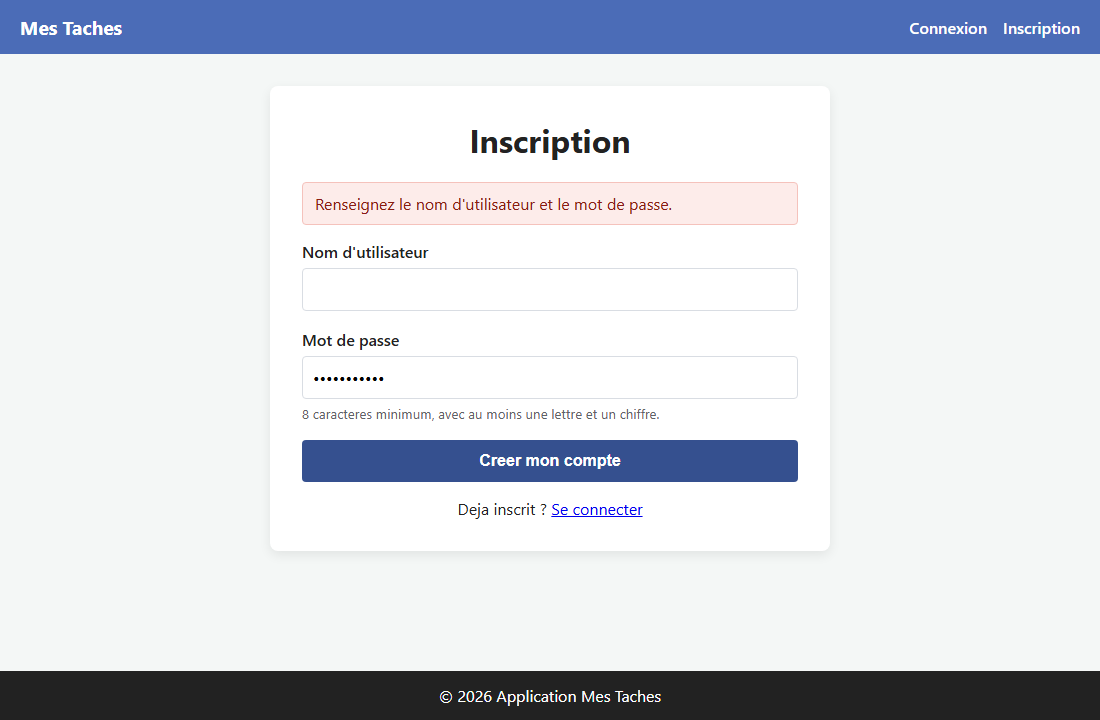 Mes Taches
Connexion Inscription
Inscription
Renseignez le nom d'utilisateur et le mot de passe.
Nom d'utilisateur
Mot de passe
•••••••••••
8 caracteres minimum, avec au moins une lettre et un chiffre.
Creer mon compte
Deja inscrit ? Se connecter
© 2026 Application Mes Taches